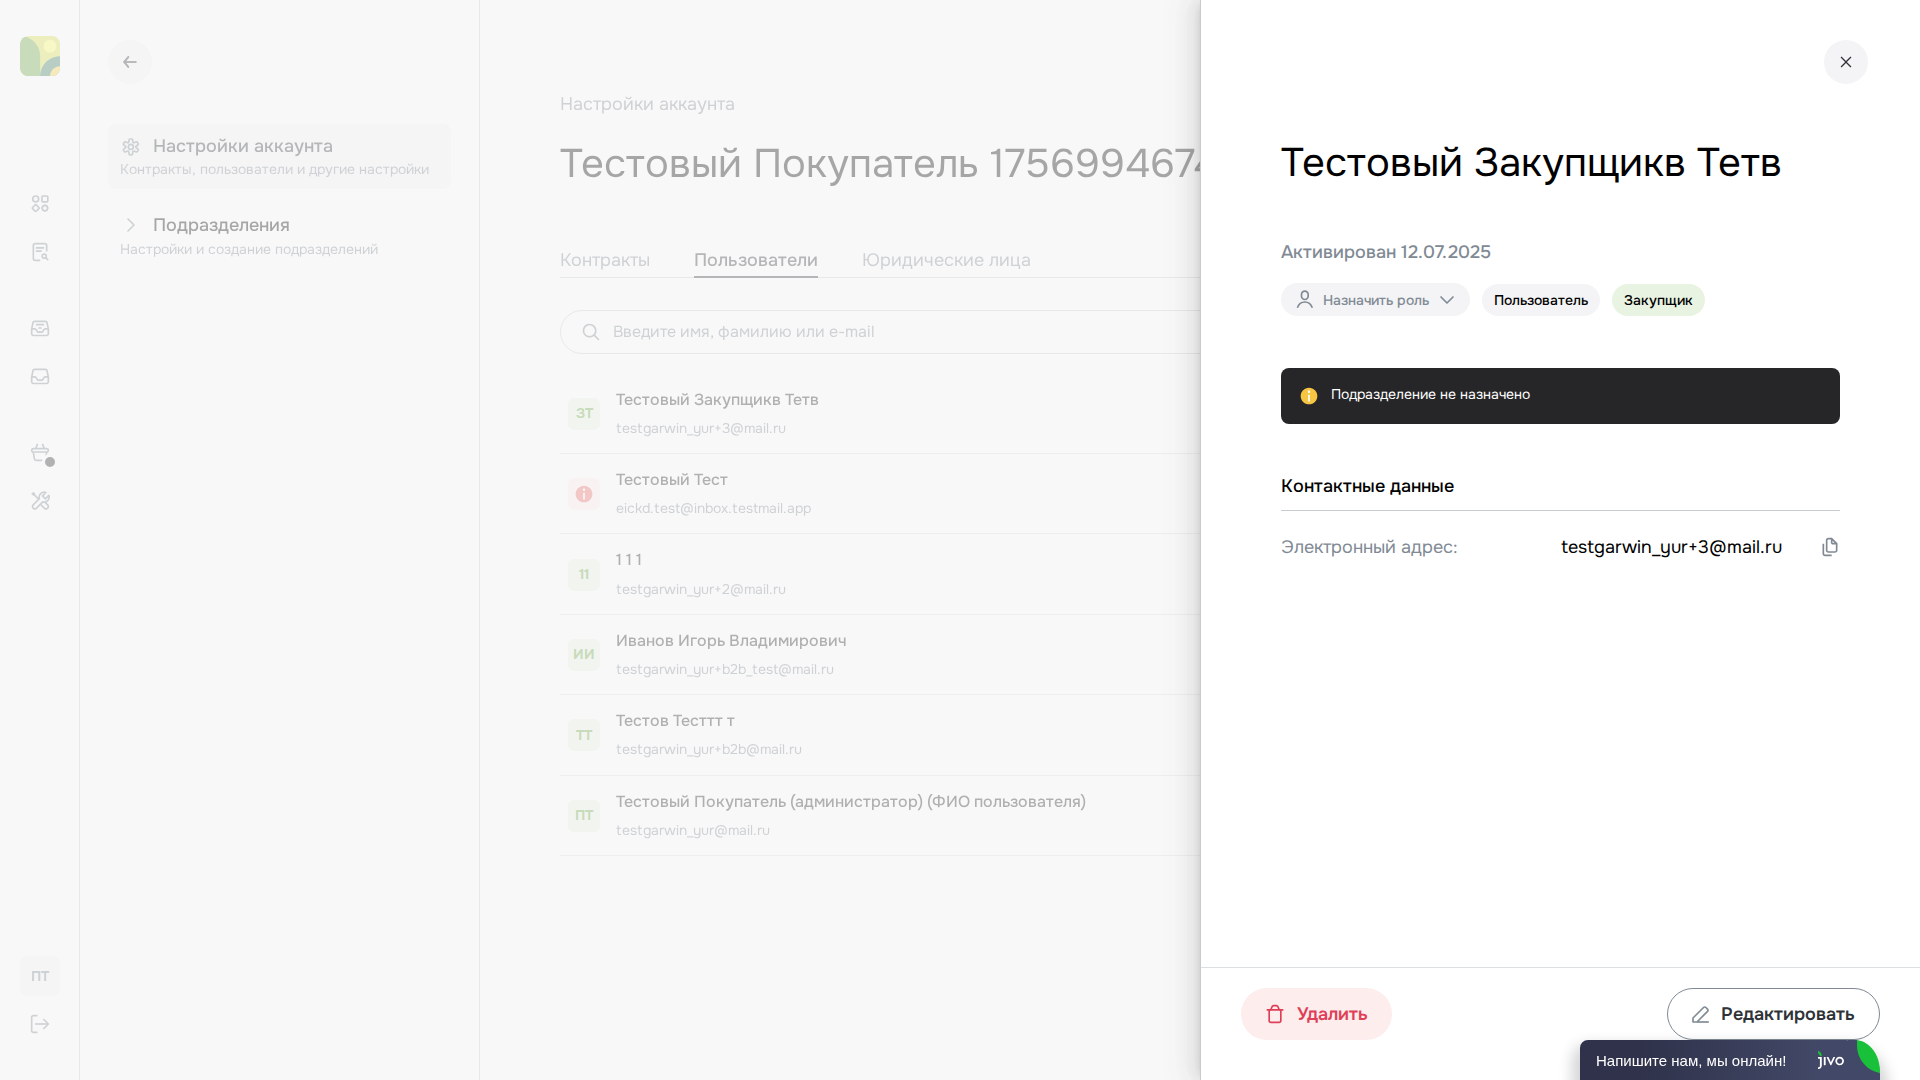 Настройки аккаунта
Контракты, пользователи и другие настройки
Подразделения
Настройки и создание подразделений
ПТ
Настройки аккаунта
Тестовый Покупатель 1756994674
Контракты
Пользователи
Юридические лица
Введите имя, фамилию или e-mail
ЗТ
Тестовый Закупщикв Тетв
testgarwin_yur+3@mail.ru
Тестовый Тест
eickd.test@inbox.testmail.app
11
1 1 1
testgarwin_yur+2@mail.ru
ИИ
Иванов Игорь Владимирович
testgarwin_yur+b2b_test@mail.ru
ТТ
Тестов Тесттт т
testgarwin_yur+b2b@mail.ru
ПТ
Тестовый Покупатель (администратор) (ФИО пользователя)
testgarwin_yur@mail.ru
Тестовый Закупщикв Тетв
Активирован 12.07.2025
Назначить роль
Пользователь
Закупщик
Подразделение не назначено
Контактные данные
Электронный адрес:
testgarwin_yur+3@mail.ru
Удалить
Редактировать
Напишите нам, мы онлайн!
jivo